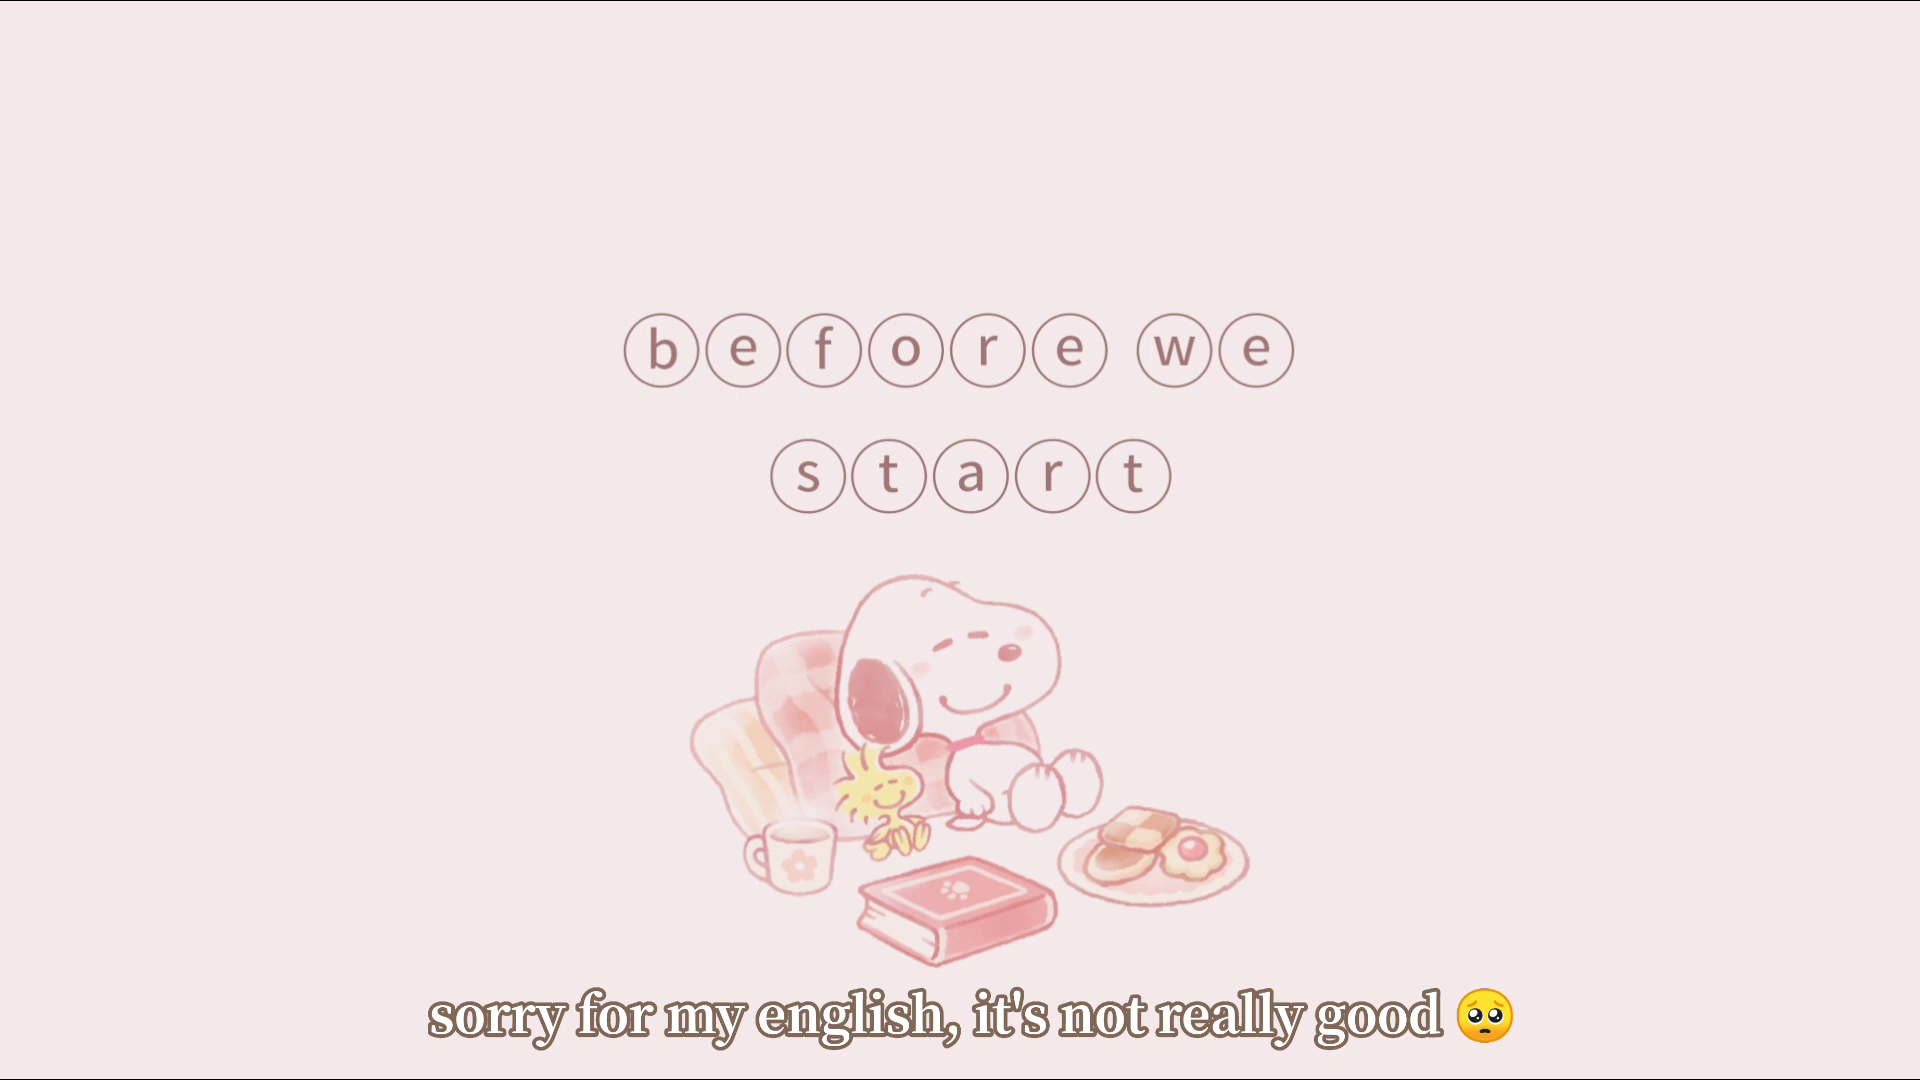 ⓑⓔⓕⓞⓡⓔ ⓦⓔ
ⓢⓣⓐⓡⓣ
sorry for my english, it's not really good 🥺